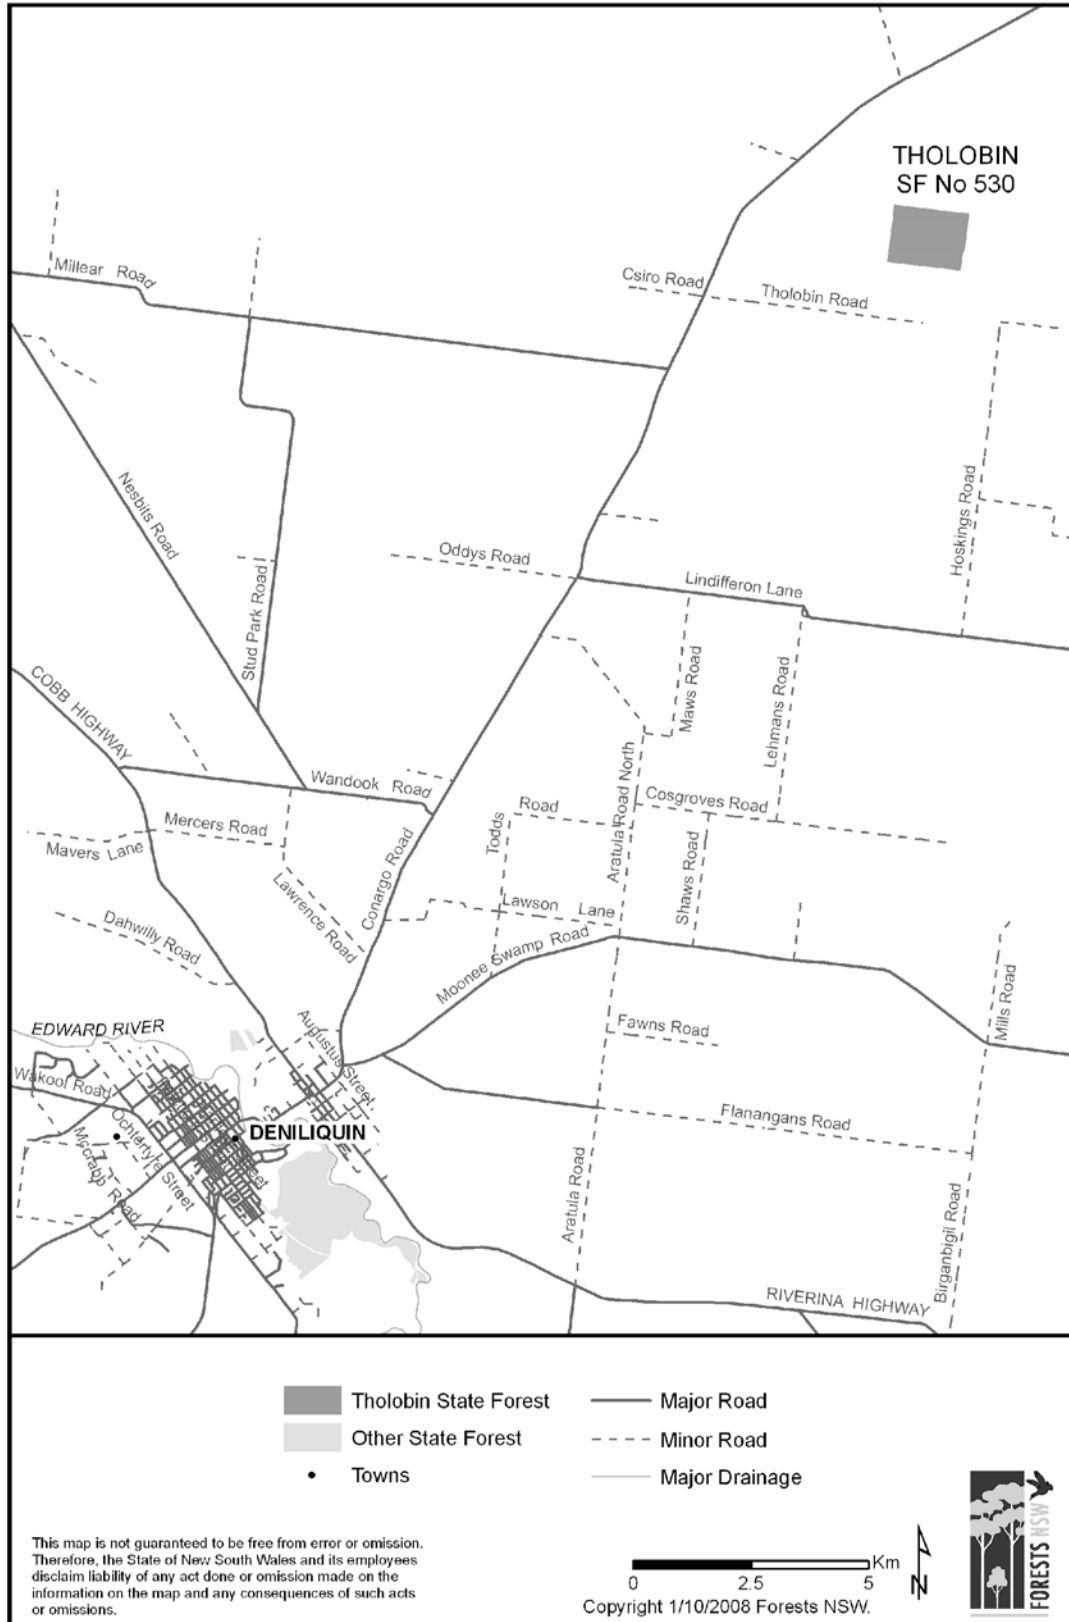 THOLOBIN
SF No 530
Millear Road
Csiro Road
Tholobin Road
Nesbits Road
Stud Park Road
Oddys Road
Lindifferon Lane
Hoskings Road
COBB HIGHWAY
Maws Road
Lehmans Road
Wandook Road
Mercers Road
Mavers Lane
Lawrence Road
Conargo Road
Todds
Road
Aratula Road North
Cosgroves Road
Shaws Road
Lawson Lane
Dahwilly Road
Moonee Swamp Road
Mills Road
EDWARD RIVER
Augustus Street
Fawns Road
Wakool Road
Flanangans Road
DENILIQUIN
Ochtertyre Street
Mccrabb Road
Aratula Road
Birganbigil Road
RIVERINA HIGHWAY
Tholobin State Forest
Other State Forest
Towns
Major Road
Minor Road
Major Drainage
This map is not guaranteed to be free from error or omission.
Therefore, the State of New South Wales and its employees
disclaim liability of any act done or omission made on the
information on the map and any consequences of such acts
or omissions.
Km
0 2.5 5
Copyright 1/10/2008 Forests NSW.
N
FORESTS NSW